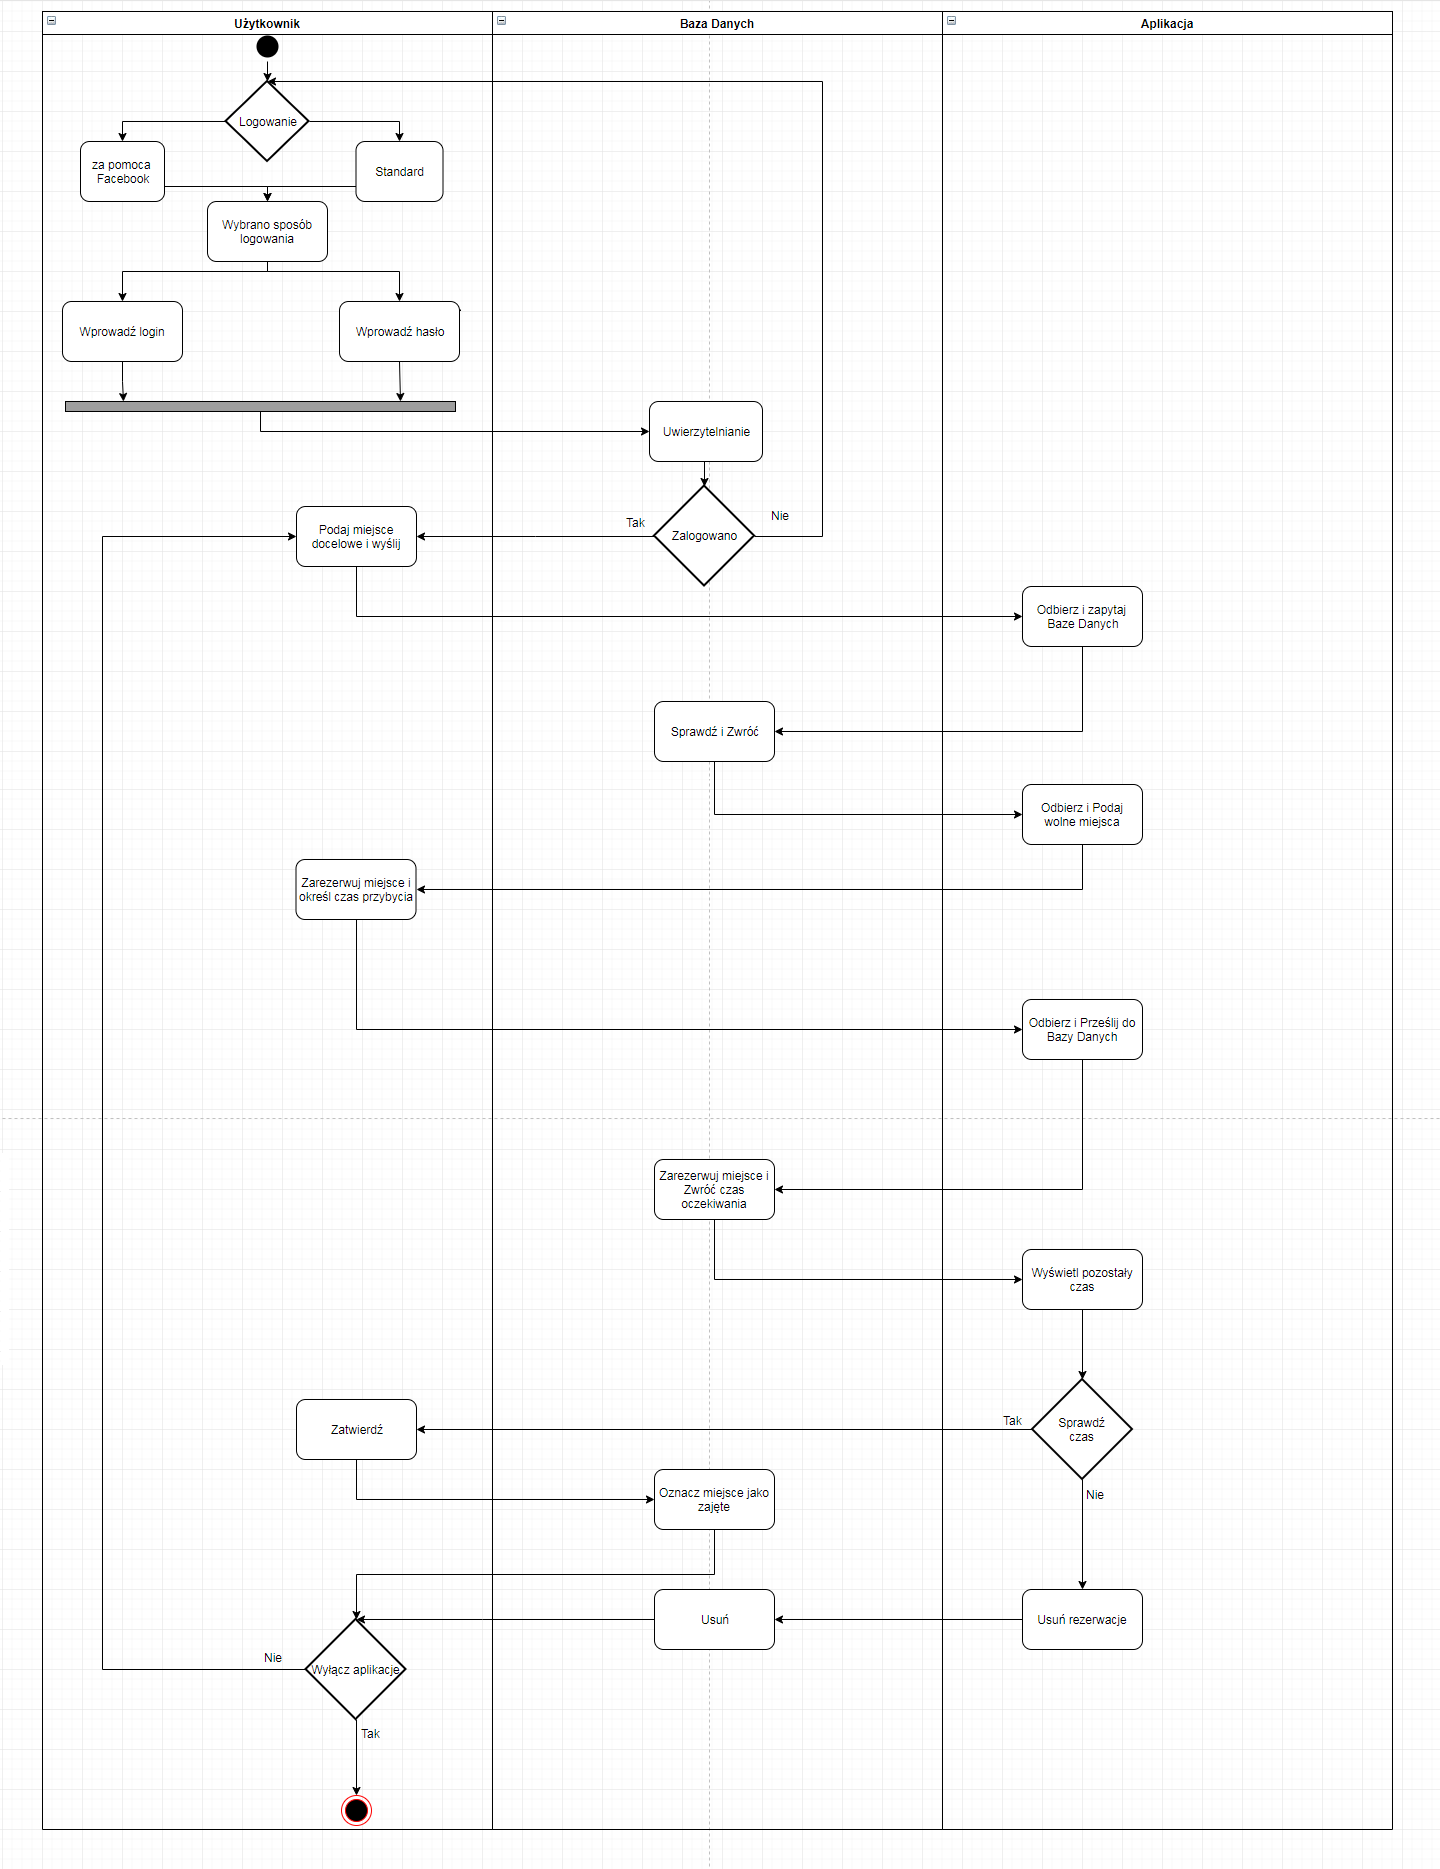 Użytkownik
Baza Danych
Aplikacja
Logowanie
za pomoca
Facebook
Standard
Wybrano sposób
logowania
Wprowadź login
Wprowadź hasło
Uwierzytelnianie
Zalogowano
Tak
Nie
Podaj miejsce
docelowe i wyślij
Odbierz i zapytaj
Baze Danych
Sprawdź i Zwróć
Odbierz i Podaj
wolne miejsca
Zarezerwuj miejsce i
określ czas przybycia
Odbierz i Prześlij do
Bazy Danych
Zarezerwuj miejsce i
Zwróć czas
oczekiwania
Wyświetl pozostały
czas
Sprawdź
czas
Tak
Nie
Zatwierdź
Oznacz miejsce jako
zajęte
Usuń rezerwacje
Usuń
Wyłącz aplikacje
Nie
Tak